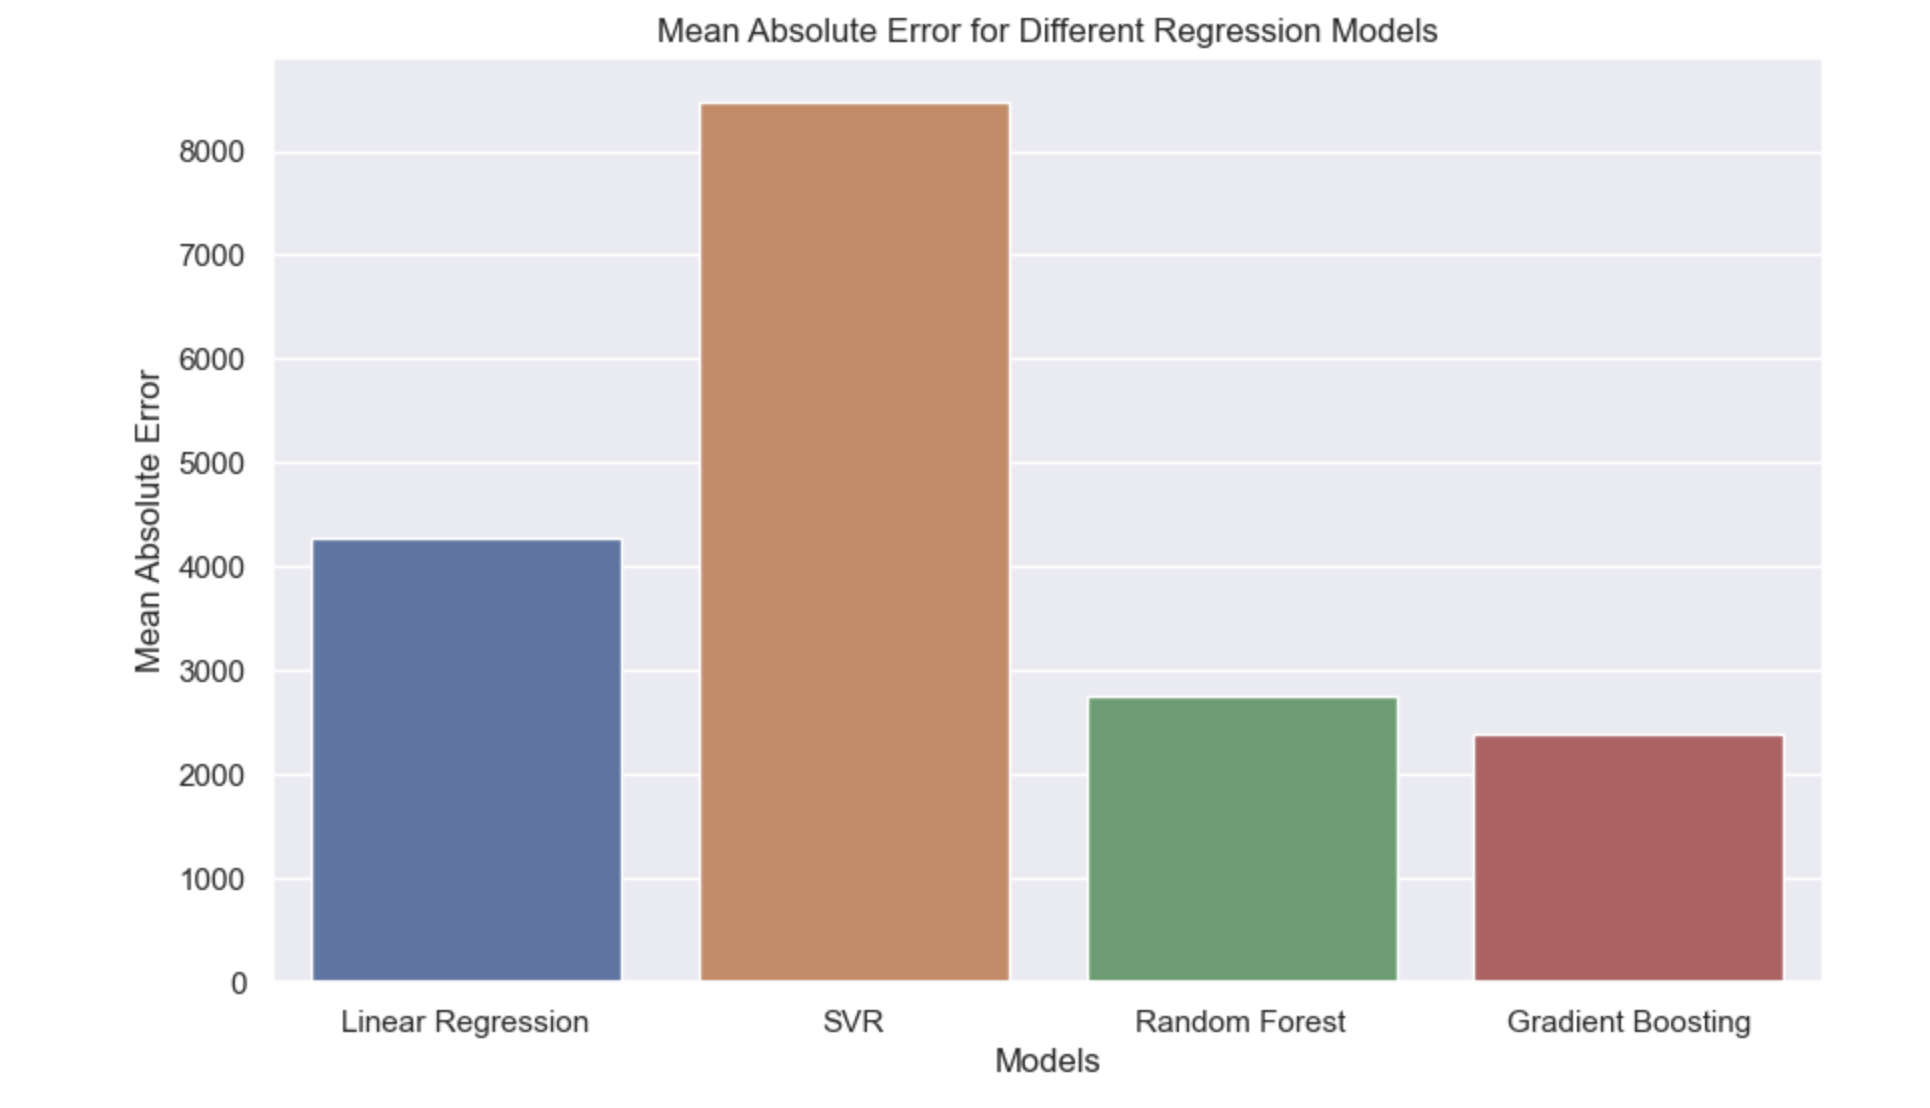 Mean Absolute Error for Different Regression Models
Mean Absolute Error
8000
7000
6000
5000
4000
3000
2000
1000
0
Linear Regression SVR Random Forest Gradient Boosting
Models